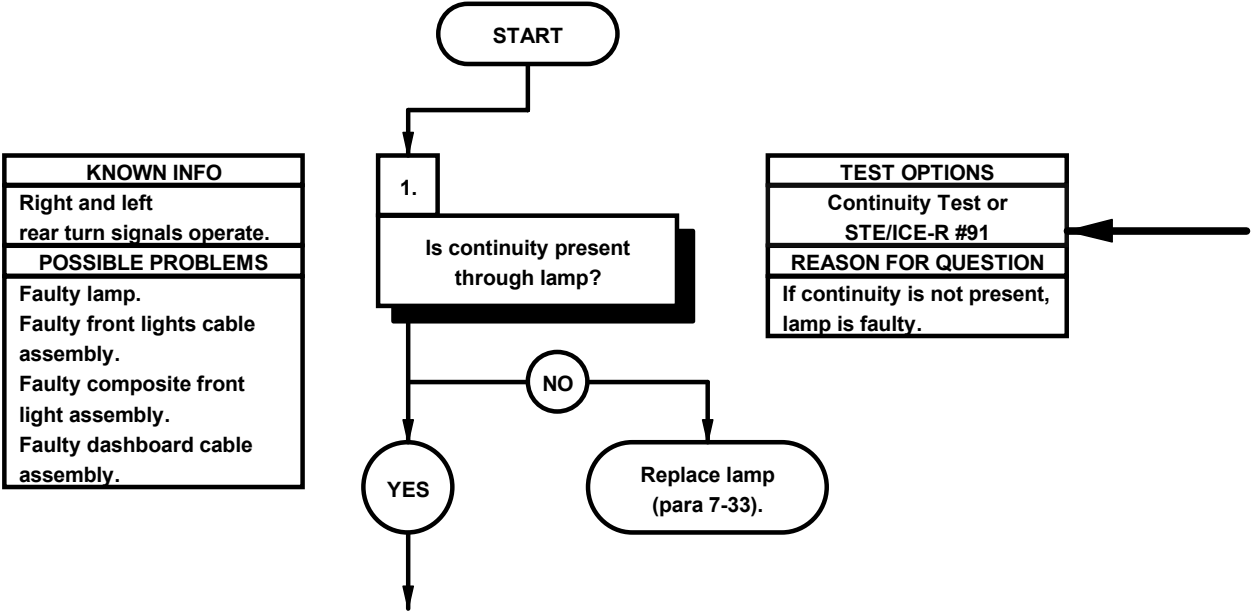 START
KNOWN INFO
Right and left
rear turn signals operate.
POSSIBLE PROBLEMS
Faulty lamp.
Faulty front lights cable
assembly.
Faulty composite front
light assembly.
Faulty dashboard cable
assembly.
1.
Is continuity present
through lamp?
TEST OPTIONS
Continuity Test or
STE/ICE-R #91
REASON FOR QUESTION
If continuity is not present,
lamp is faulty.
NO
YES
Replace lamp
(para 7-33).